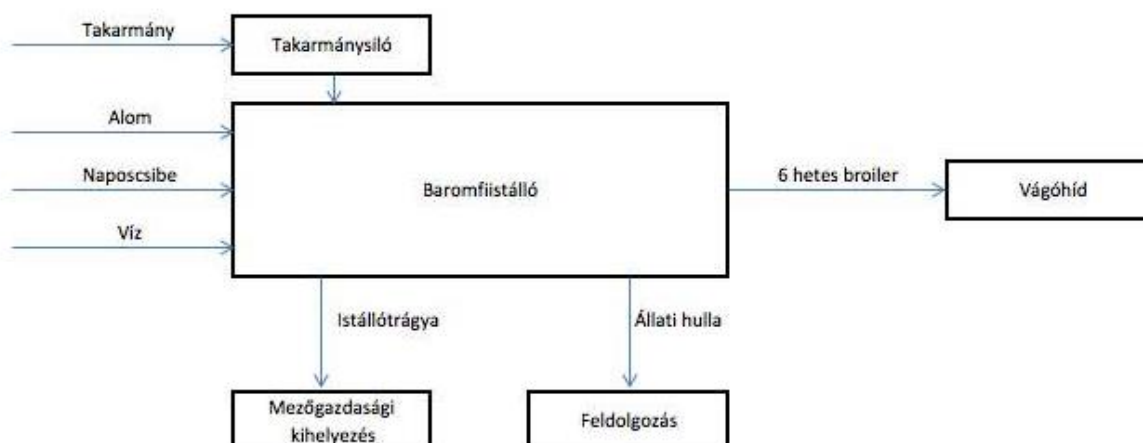 Takarmány
Takarmánysiló
Alom
Naposcsibe
Víz
Baromfiistálló
6 hetes broiler
Vágóhíd
Istállótrágya
Állati hulla
Mezőgazdasági
kihelyezés
Feldolgozás